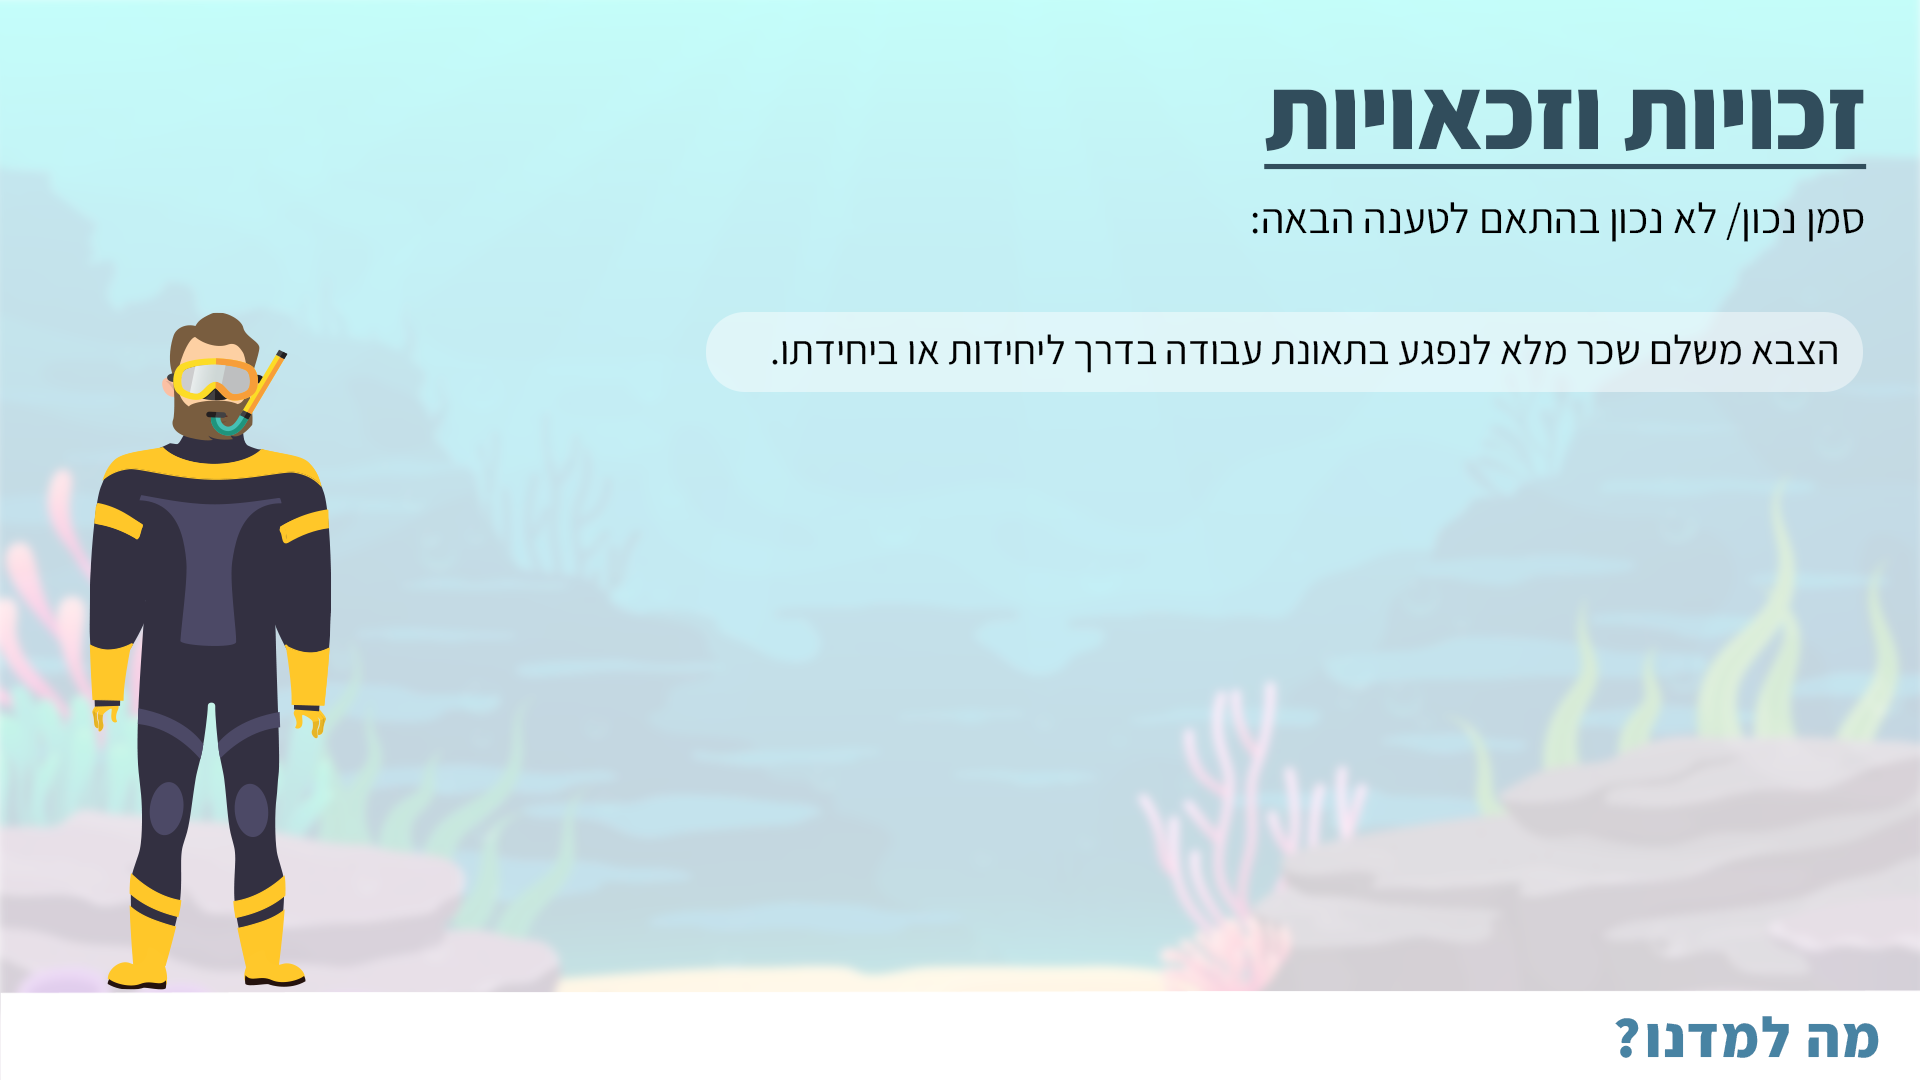 זכויות וזכאויות
סמן נכון/ לא נכון בהתאם לטענה הבאה:
הצבא משלם שכר מלא לנפגע בתאונת עבודה בדרך ליחידות או ביחידתו.
מה למדנו?